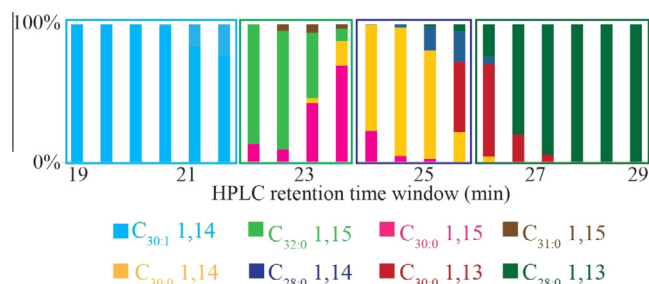 100%
0%
19 21 23 25 27 29
HPLC retention time window (min)
C30:1 1,14 C32:0 1,15 C30:0 1,15 C31:0 1,15
C30:0 1,14 C28:0 1,14 C30:0 1,13 C28:0 1,13